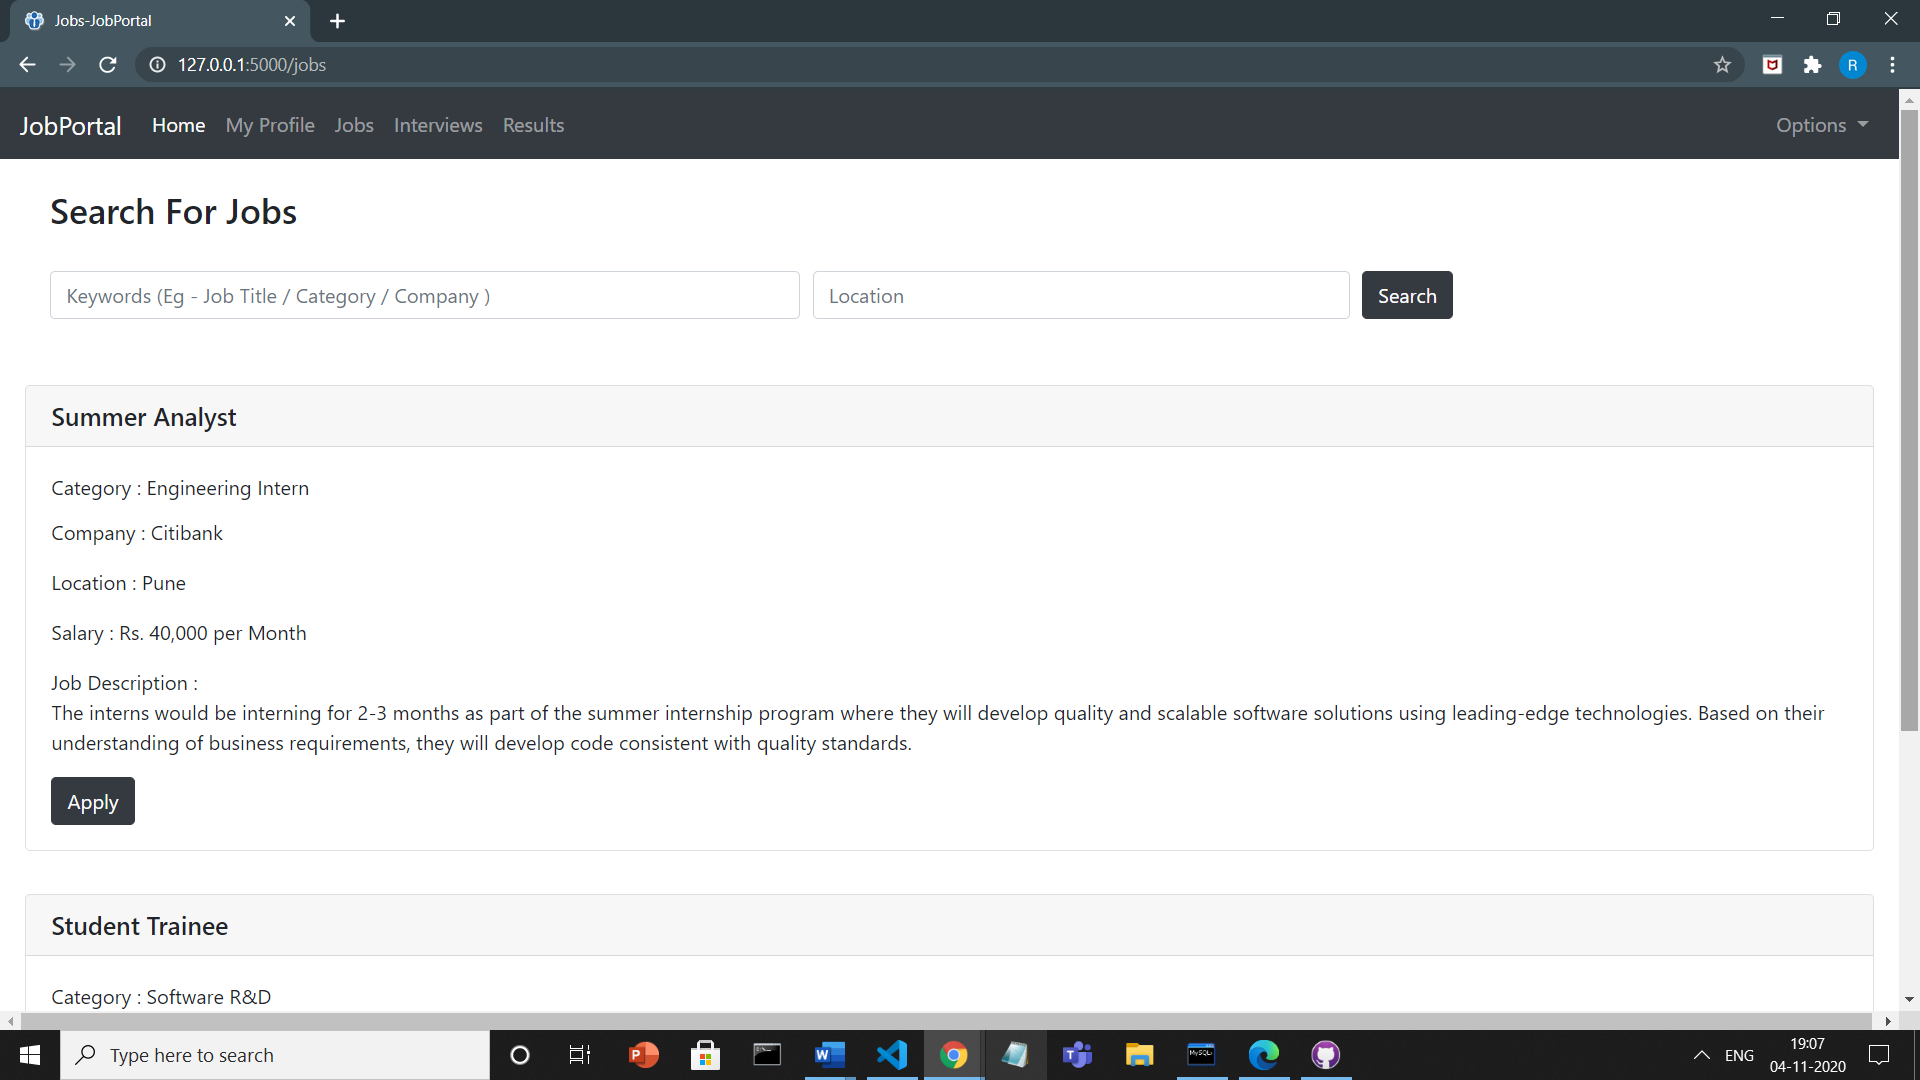 Jobs-JobPortal
127.0.0.1:5000/jobs
R
JobPortal Home My Profile Jobs Interviews Results Options
Search For Jobs
Keywords (Eg - Job Title / Category / Company ) Location Search
Summer Analyst
Category : Engineering Intern
Company : Citibank
Location : Pune
Salary : Rs. 40,000 per Month
Job Description :
The interns would be interning for 2-3 months as part of the summer internship program where they will develop quality and scalable software solutions using leading-edge technologies. Based on their
understanding of business requirements, they will develop code consistent with quality standards.
Apply
Student Trainee
Category : Software R&D
Type here to search
ENG
19:07
04-11-2020